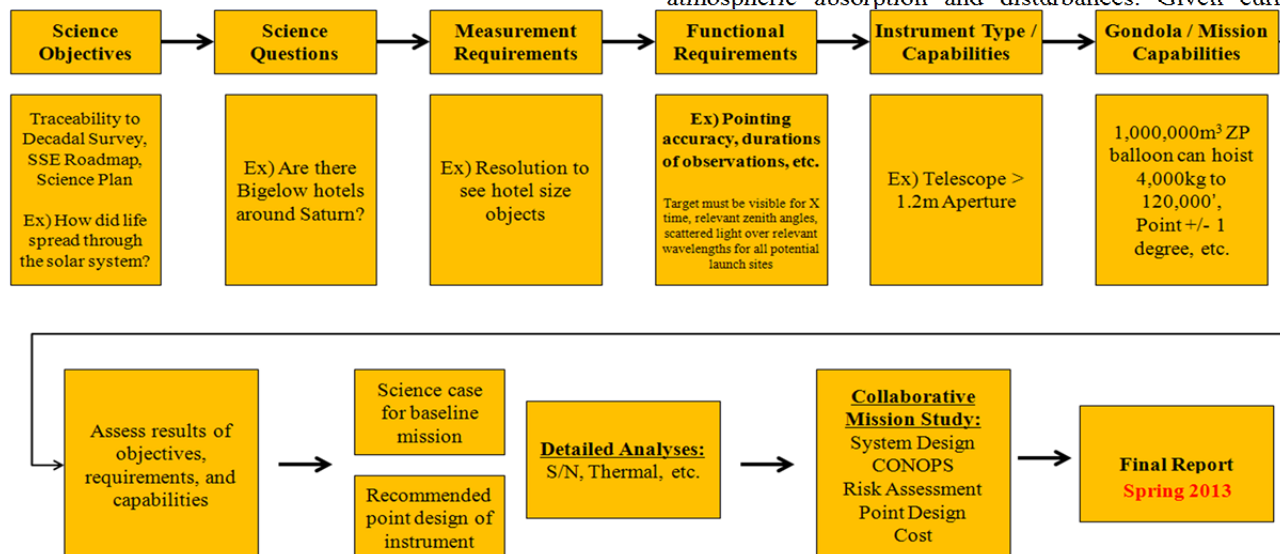 atmospheric absorption and disturbances. Given
Science
Objectives
Science
Questions
Measurement
Requirements
Functional
Requirements
Instrument Type /
Capabilities
Gondola / Mission
Capabilities
Traceability to
Decadal Survey,
SSE Roadmap,
Science Plan
Ex) How did life
spread through
the solar system?
Ex) Are there
Bigelow hotels
around Saturn?
Ex) Resolution to
see hotel size
objects
Ex) Pointing
accuracy, durations
of observations, etc.
Target must be visible for X
time, relevant zenith angles,
scattered light over relevant
wavelengths for all potential
launch sites
Ex) Telescope >
1.2m Aperture
1,000,000m³ ZP
balloon can hoist
4,000kg to
120,000’,
Point +/- 1
degree, etc.
Assess results of
objectives,
requirements, and
capabilities
Science case
for baseline
mission
Recommended
point design of
instrument
Detailed Analyses:
S/N, Thermal, etc.
Collaborative
Mission Study:
System Design
CONOPS
Risk Assessment
Point Design
Cost
Final Report
Spring 2013